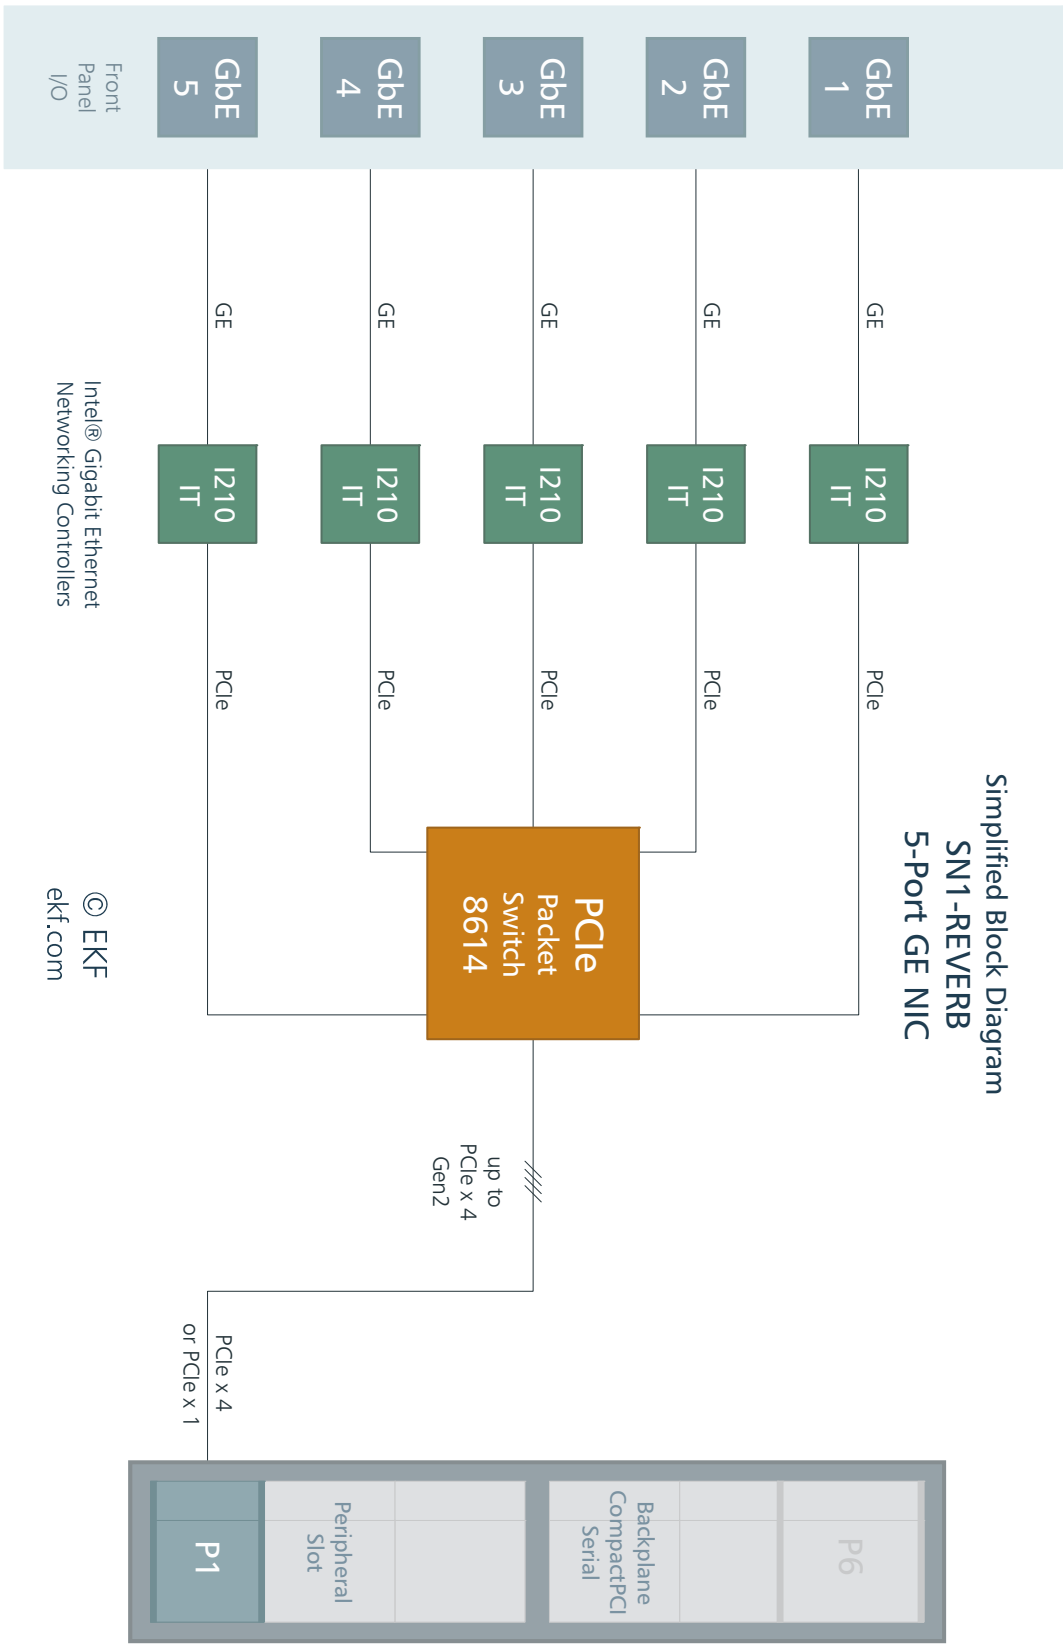 Simplified Block Diagram
SN1-REVERB
5-Port GE NIC
GbE
1
GbE
2
GbE
3
GbE
4
GbE
5
Front
Panel
I/O
GE
GE
GE
GE
GE
I210
IT
I210
IT
I210
IT
I210
IT
I210
IT
Intel® Gigabit Ethernet
Networking Controllers
PCIe
PCIe
PCIe
PCIe
PCIe
PCIe
Packet
Switch
8614
© EKF
ekf.com
up to
PCIe x 4
Gen2
PCIe x 4
or PCIe x 1
P6
Backplane
CompactPCI
Serial
Peripheral
Slot
P1